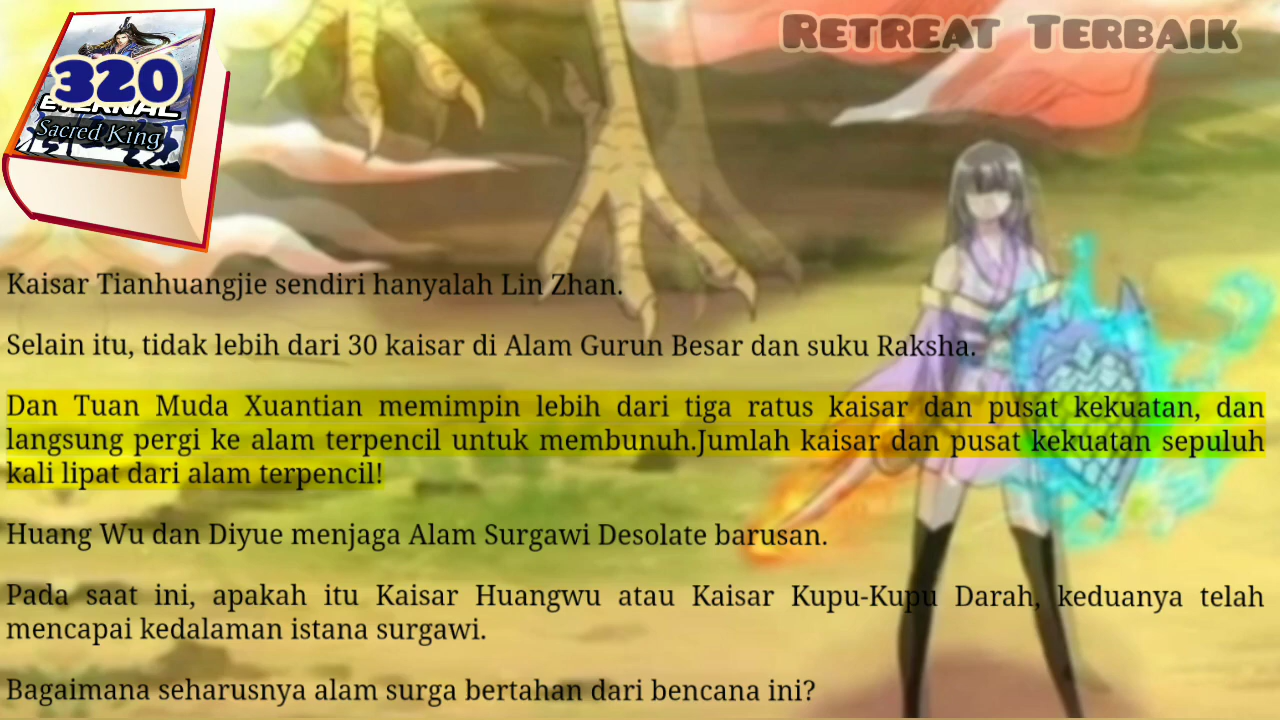 Retreat Terbaik
320
ETERNAL
Sacred King
Kaisar Tianhuangjie sendiri hanyalah Lin Zhan.
Selain itu, tidak lebih dari 30 kaisar di Alam Gurun Besar dan suku Raksha.
Dan Tuan Muda Xuantian memimpin lebih dari tiga ratus kaisar dan pusat kekuatan, dan
langsung pergi ke alam terpencil untuk membunuh.Jumlah kaisar dan pusat kekuatan sepuluh
kali lipat dari alam terpencil!
Huang Wu dan Diyue menjaga Alam Surgawi Desolate barusan.
Pada saat ini, apakah itu Kaisar Huangwu atau Kaisar Kupu-Kupu Darah, keduanya telah
mencapai kedalaman istana surgawi.
Bagaimana seharusnya alam surga bertahan dari bencana ini?